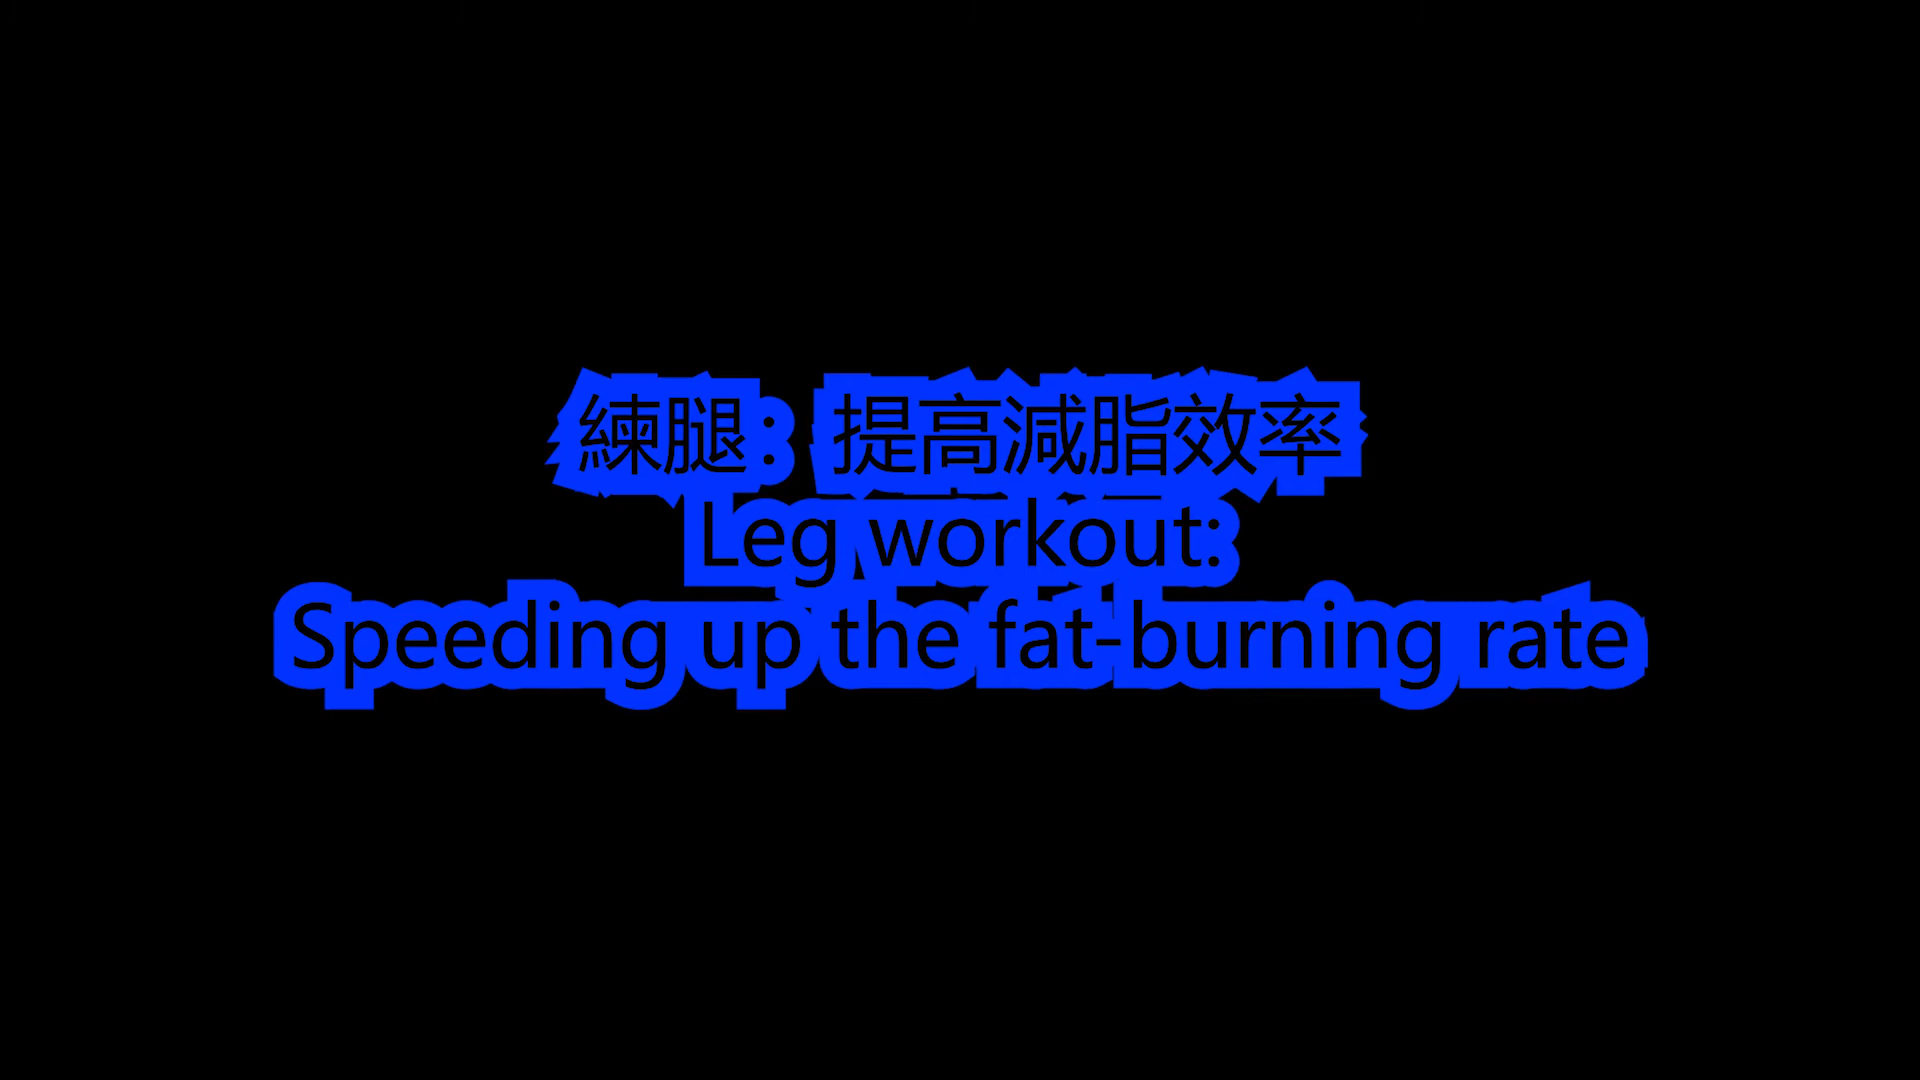 練腿：提高減脂效率
Leg workout:
Speeding up the fat-burning rate